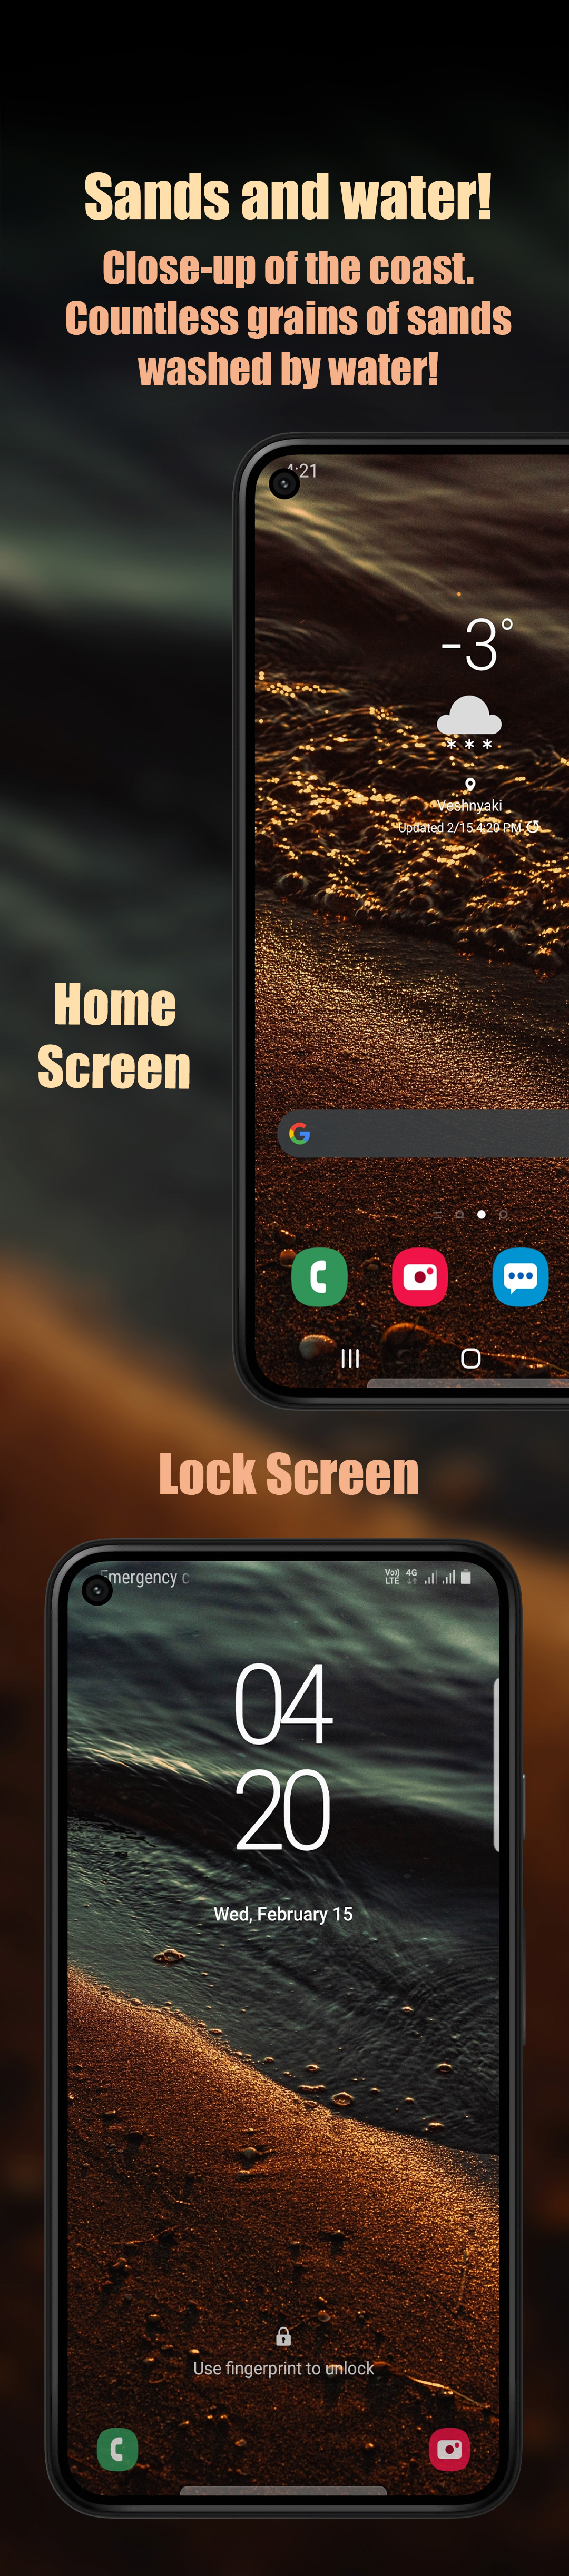 Sands and water!
Close-up of the coast.
Countless grains of sands
washed by water!
4:21
-3°
Veshnyaki
Updated 2/15 4:20 PM
Home
Screen
G
Lock Screen
Emergency c
Vo)) 4G
LTE
04
20
Wed, February 15
Use fingerprint to unlock